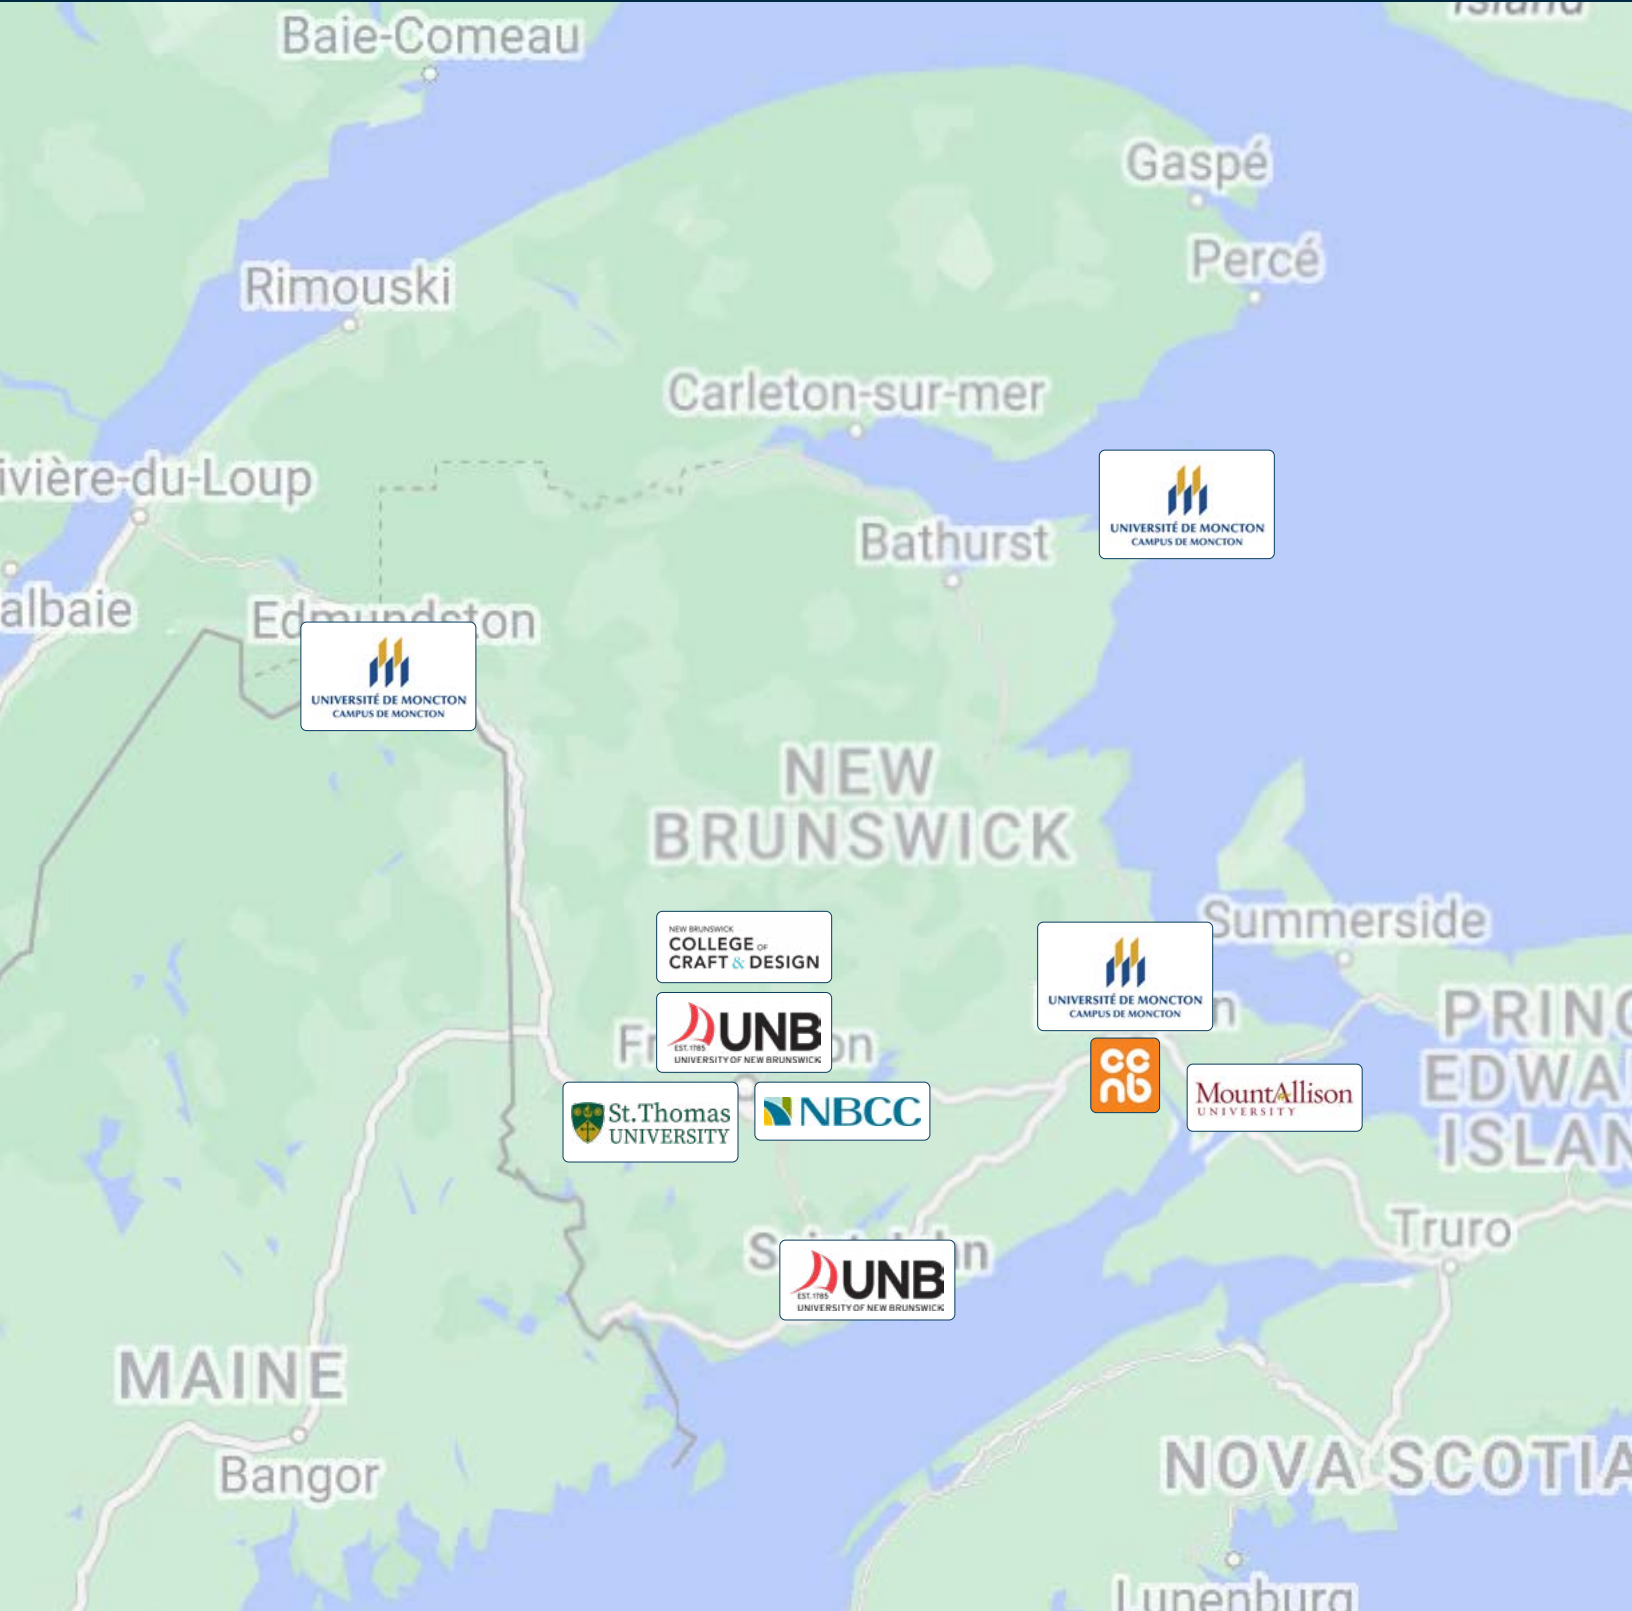 Baie-Comeau
Gaspé
Percé
Rimouski
Carleton-sur-mer
ivière-du-Loup
UNIVERSITÉ DE MONCTON
CAMPUS DE MONCTON
Bathurst
albaie
Edmundston
UNIVERSITÉ DE MONCTON
CAMPUS DE MONCTON
NEW
BRUNSWICK
NEW BRUNSWICK
COLLEGE OF
CRAFT & DESIGN
Summerside
UNIVERSITÉ DE MONCTON
CAMPUS DE MONCTON
n
PRINC
EDWA
ISLAN
UNB
EST. 1785
UNIVERSITY OF NEW BRUNSWICK
Fr
on
cc
nb
MountAllison
UNIVERSITY
St. Thomas
UNIVERSITY
NBCC
Truro
S
n
UNB
EST. 1785
UNIVERSITY OF NEW BRUNSWICK
MAINE
Bangor
NOVA SCOTIA
Lunenburg